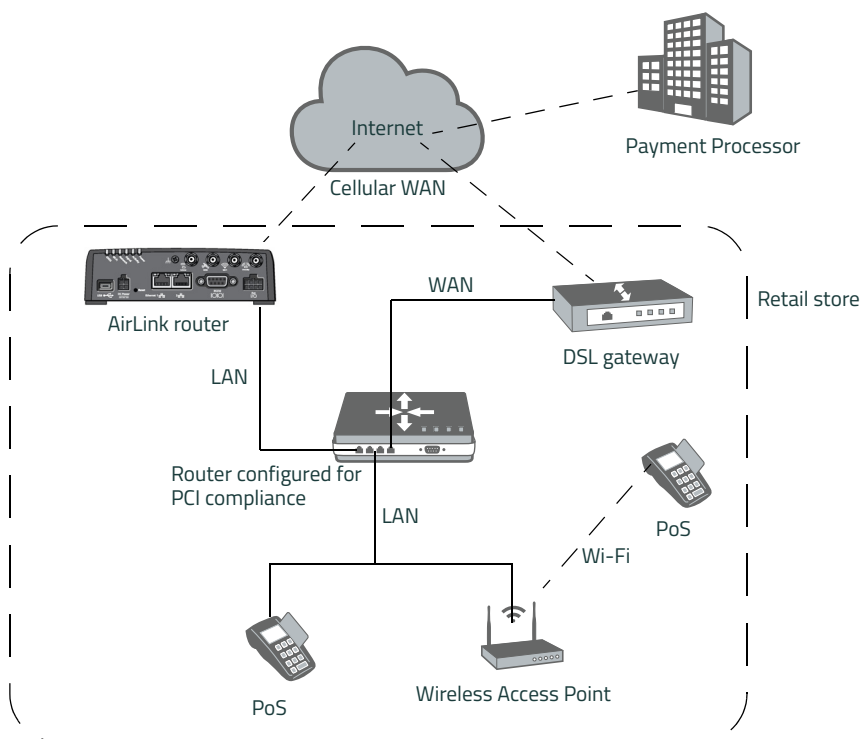 Internet
Payment Processor
Cellular WAN
WAN
Retail store
AirLink router
DSL gateway
LAN
Router configured for
PCI compliance
LAN
PoS
Wi-Fi
Wireless Access Point
PoS